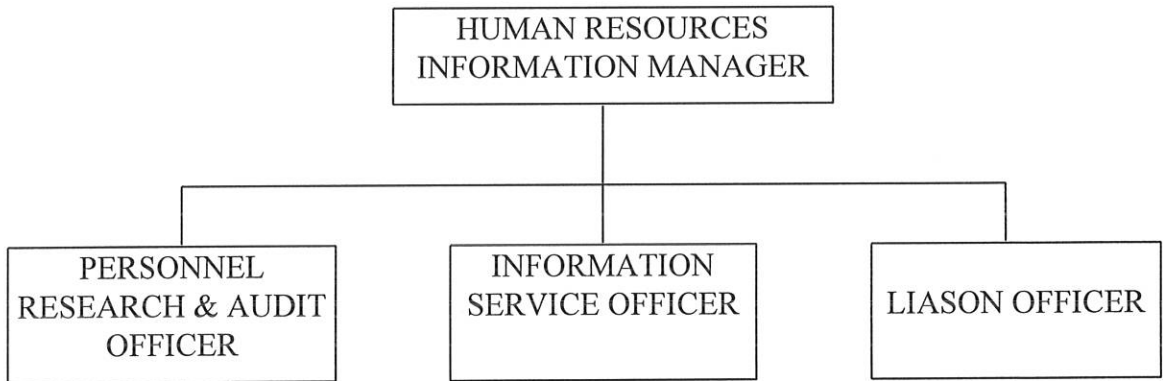 HUMAN RESOURCES
INFORMATION MANAGER
PERSONNEL
RESEARCH & AUDIT
OFFICER
INFORMATION
SERVICE OFFICER
LIASON OFFICER